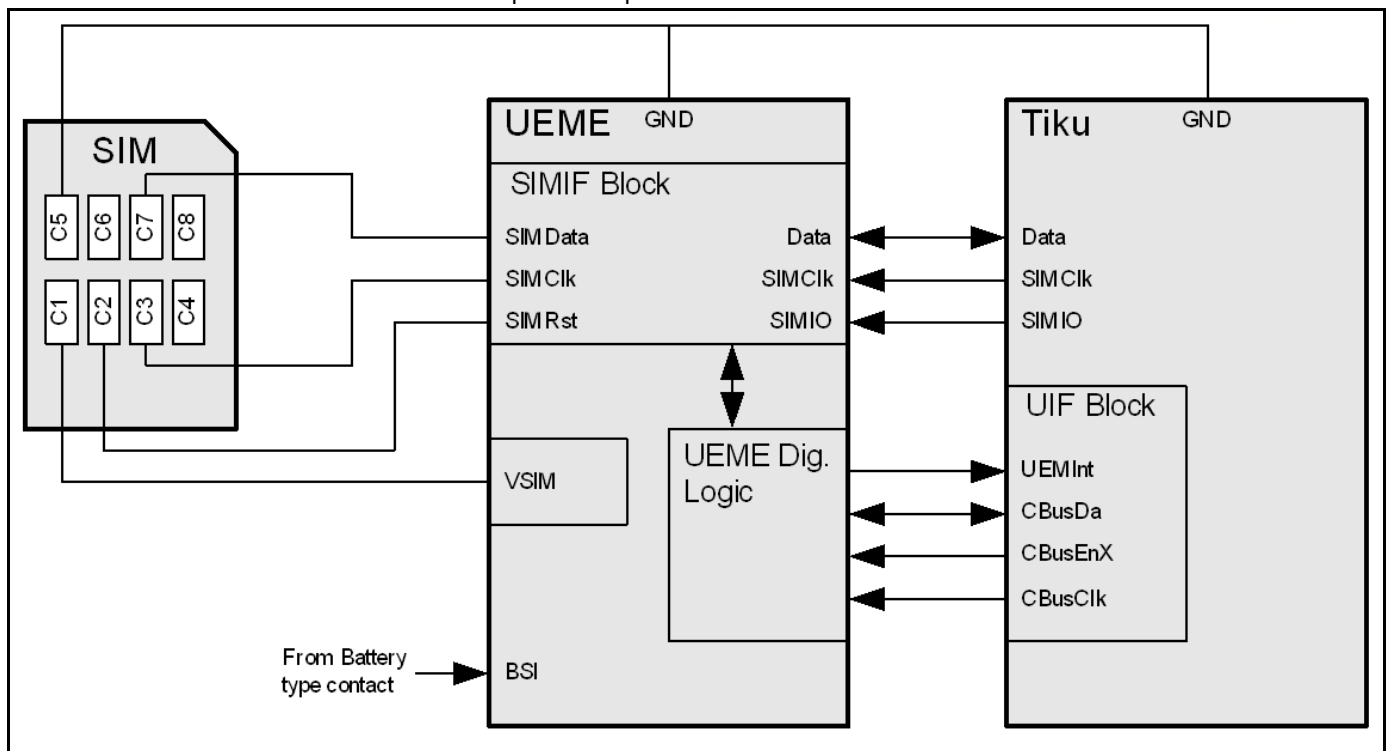 SIM
C5
C6
C7
C8
C1
C2
C3
C4
UEME
GND
SIMIF Block
SIMData
SIMClk
SIMRst
Data
SIMClk
SIMIO
VSIM
UEME Dig.
Logic
From Battery
type contact
BSI
Tiku
GND
Data
SIMClk
SIMIO
UIF Block
UEMInt
CBusDa
CBusEnX
CBusClk